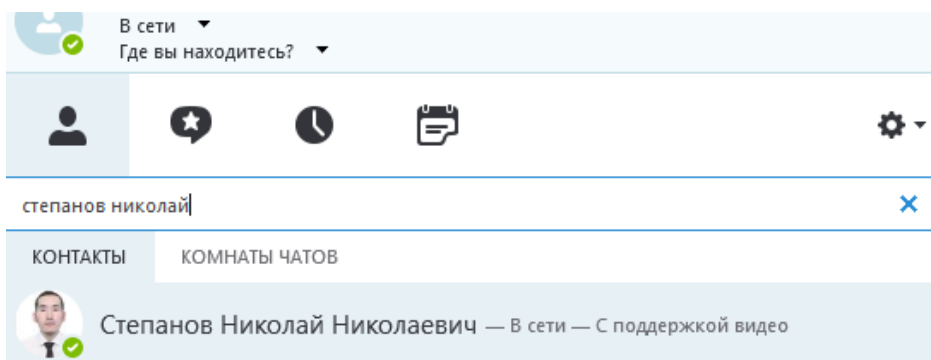 В сети
Где вы находитесь?
степанов николай
КОНТАКТЫ КОМНАТЫ ЧАТОВ
Степанов Николай Николаевич — В сети — С поддержкой видео